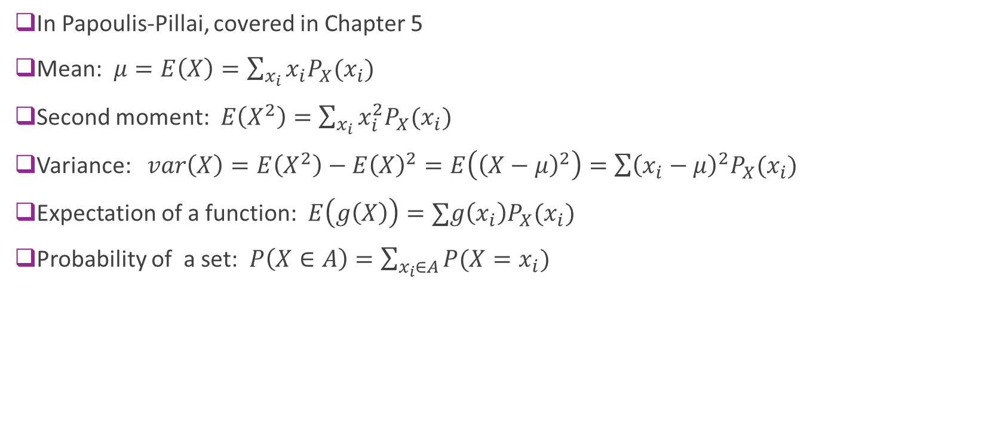 ❑In Papoulis-Pillai, covered in Chapter 5
❑Mean: $\mu = E(X) = \sum_{x_i} x_i P_X(x_i)$
❑Second moment: $E(X^2) = \sum_{x_i} x_i^2 P_X(x_i)$
❑Variance: $var(X) = E(X^2) - E(X)^2 = E\left((X - \mu)^2\right) = \sum (x_i - \mu)^2 P_X(x_i)$
❑Expectation of a function: $E\left(g(X)\right) = \sum g(x_i) P_X(x_i)$
❑Probability of a set: $P(X \in A) = \sum_{x_i \in A} P(X = x_i)$